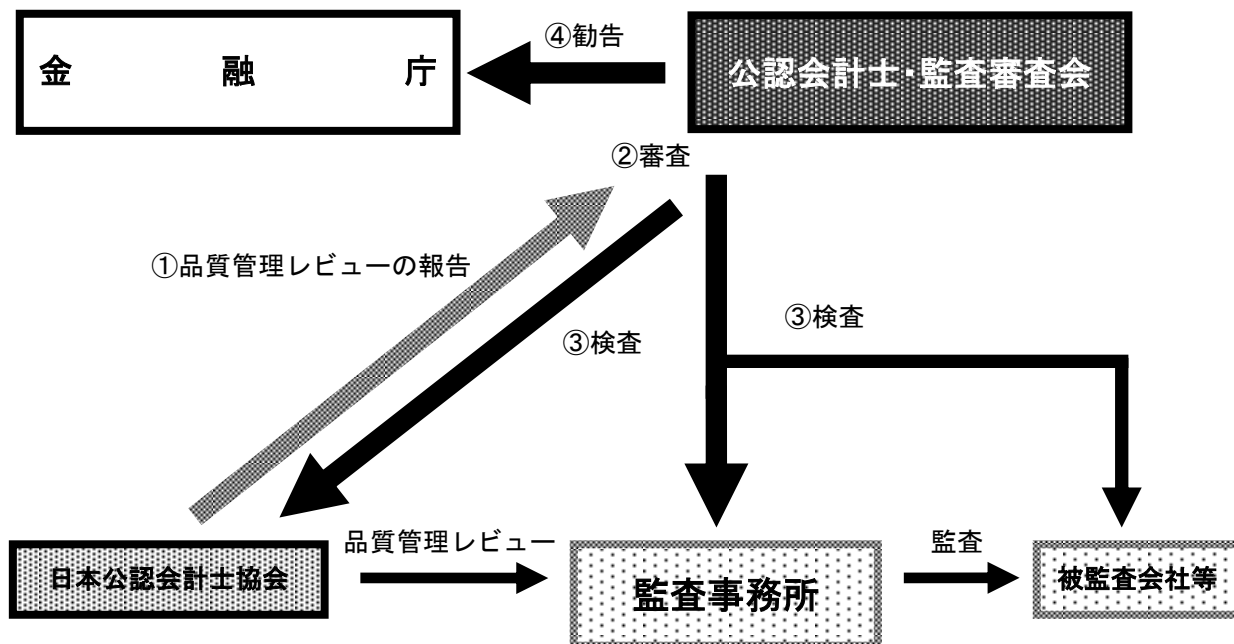 ④勧告
金融庁
公認会計士・監査審査会
②審査
①品質管理レビューの報告
③検査
③検査
品質管理レビュー
監査
日本公認会計士協会
監査事務所
被監査会社等